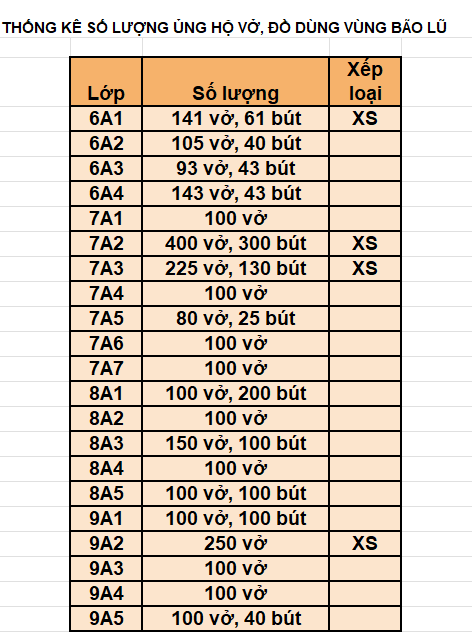 THỐNG KÊ SỐ LƯỢNG ỦNG HỘ VỞ, ĐỒ DÙNG VÙNG BÃO LŨ
Lớp Số lượng Xếp loại
6A1 141 vở, 61 bút XS
6A2 105 vở, 40 bút
6A3 93 vở, 43 bút
6A4 143 vở, 43 bút
7A1 100 vở
7A2 400 vở, 300 bút XS
7A3 225 vở, 130 bút XS
7A4 100 vở
7A5 80 vở, 25 bút
7A6 100 vở
7A7 100 vở
8A1 100 vở, 200 bút
8A2 100 vở
8A3 150 vở, 100 bút
8A4 100 vở
8A5 100 vở, 100 bút
9A1 100 vở, 100 bút
9A2 250 vở XS
9A3 100 vở
9A4 100 vở
9A5 100 vở, 40 bút